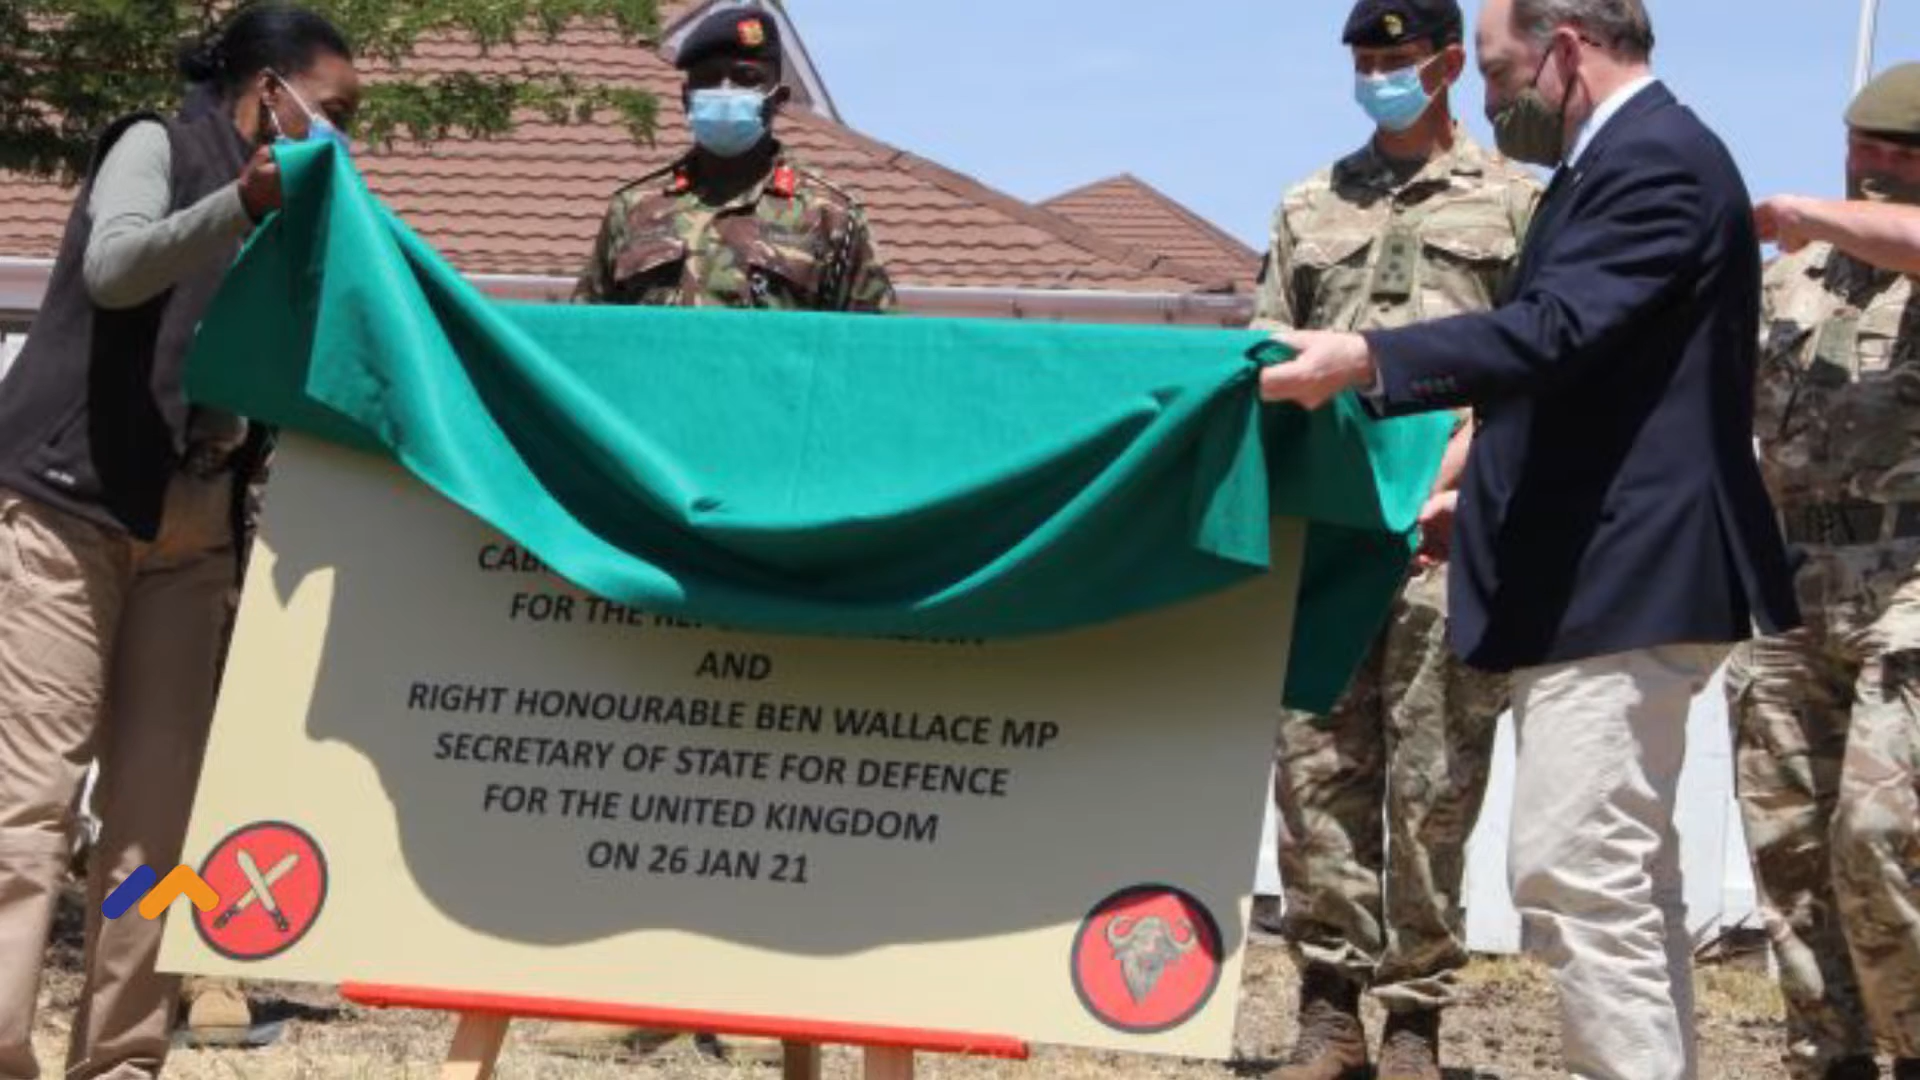 FOR THE
AND
RIGHT HONOURABLE BEN WALLACE MP
SECRETARY OF STATE FOR DEFENCE
FOR THE UNITED KINGDOM
ON 26 JAN 21